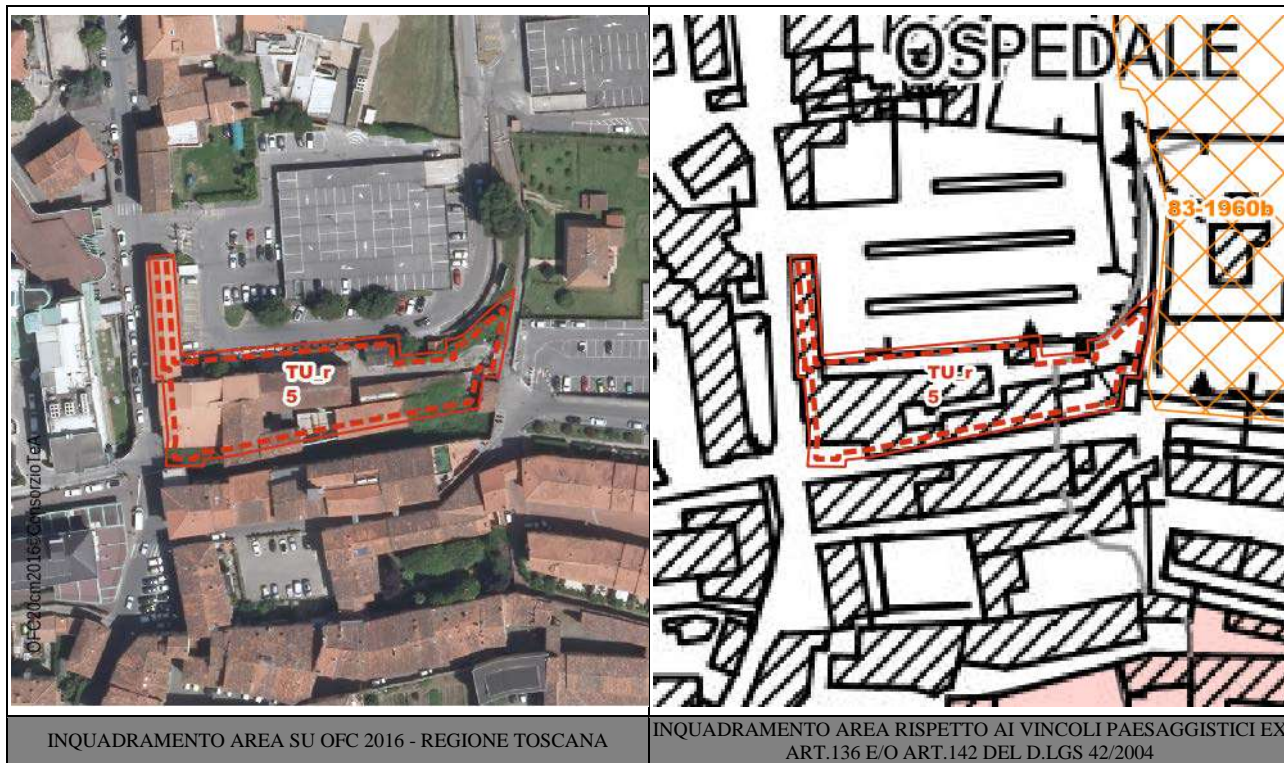 OFC20cm2016©ConsorzioTeA
TU_r
5
OSPEDALE
83-1960b
TU_r
5
INQUADRAMENTO AREA SU OFC 2016 - REGIONE TOSCANA
INQUADRAMENTO AREA RISPETTO AI VINCOLI PAESAGGISTICI EX
ART.136 E/O ART.142 DEL D.LGS 42/2004